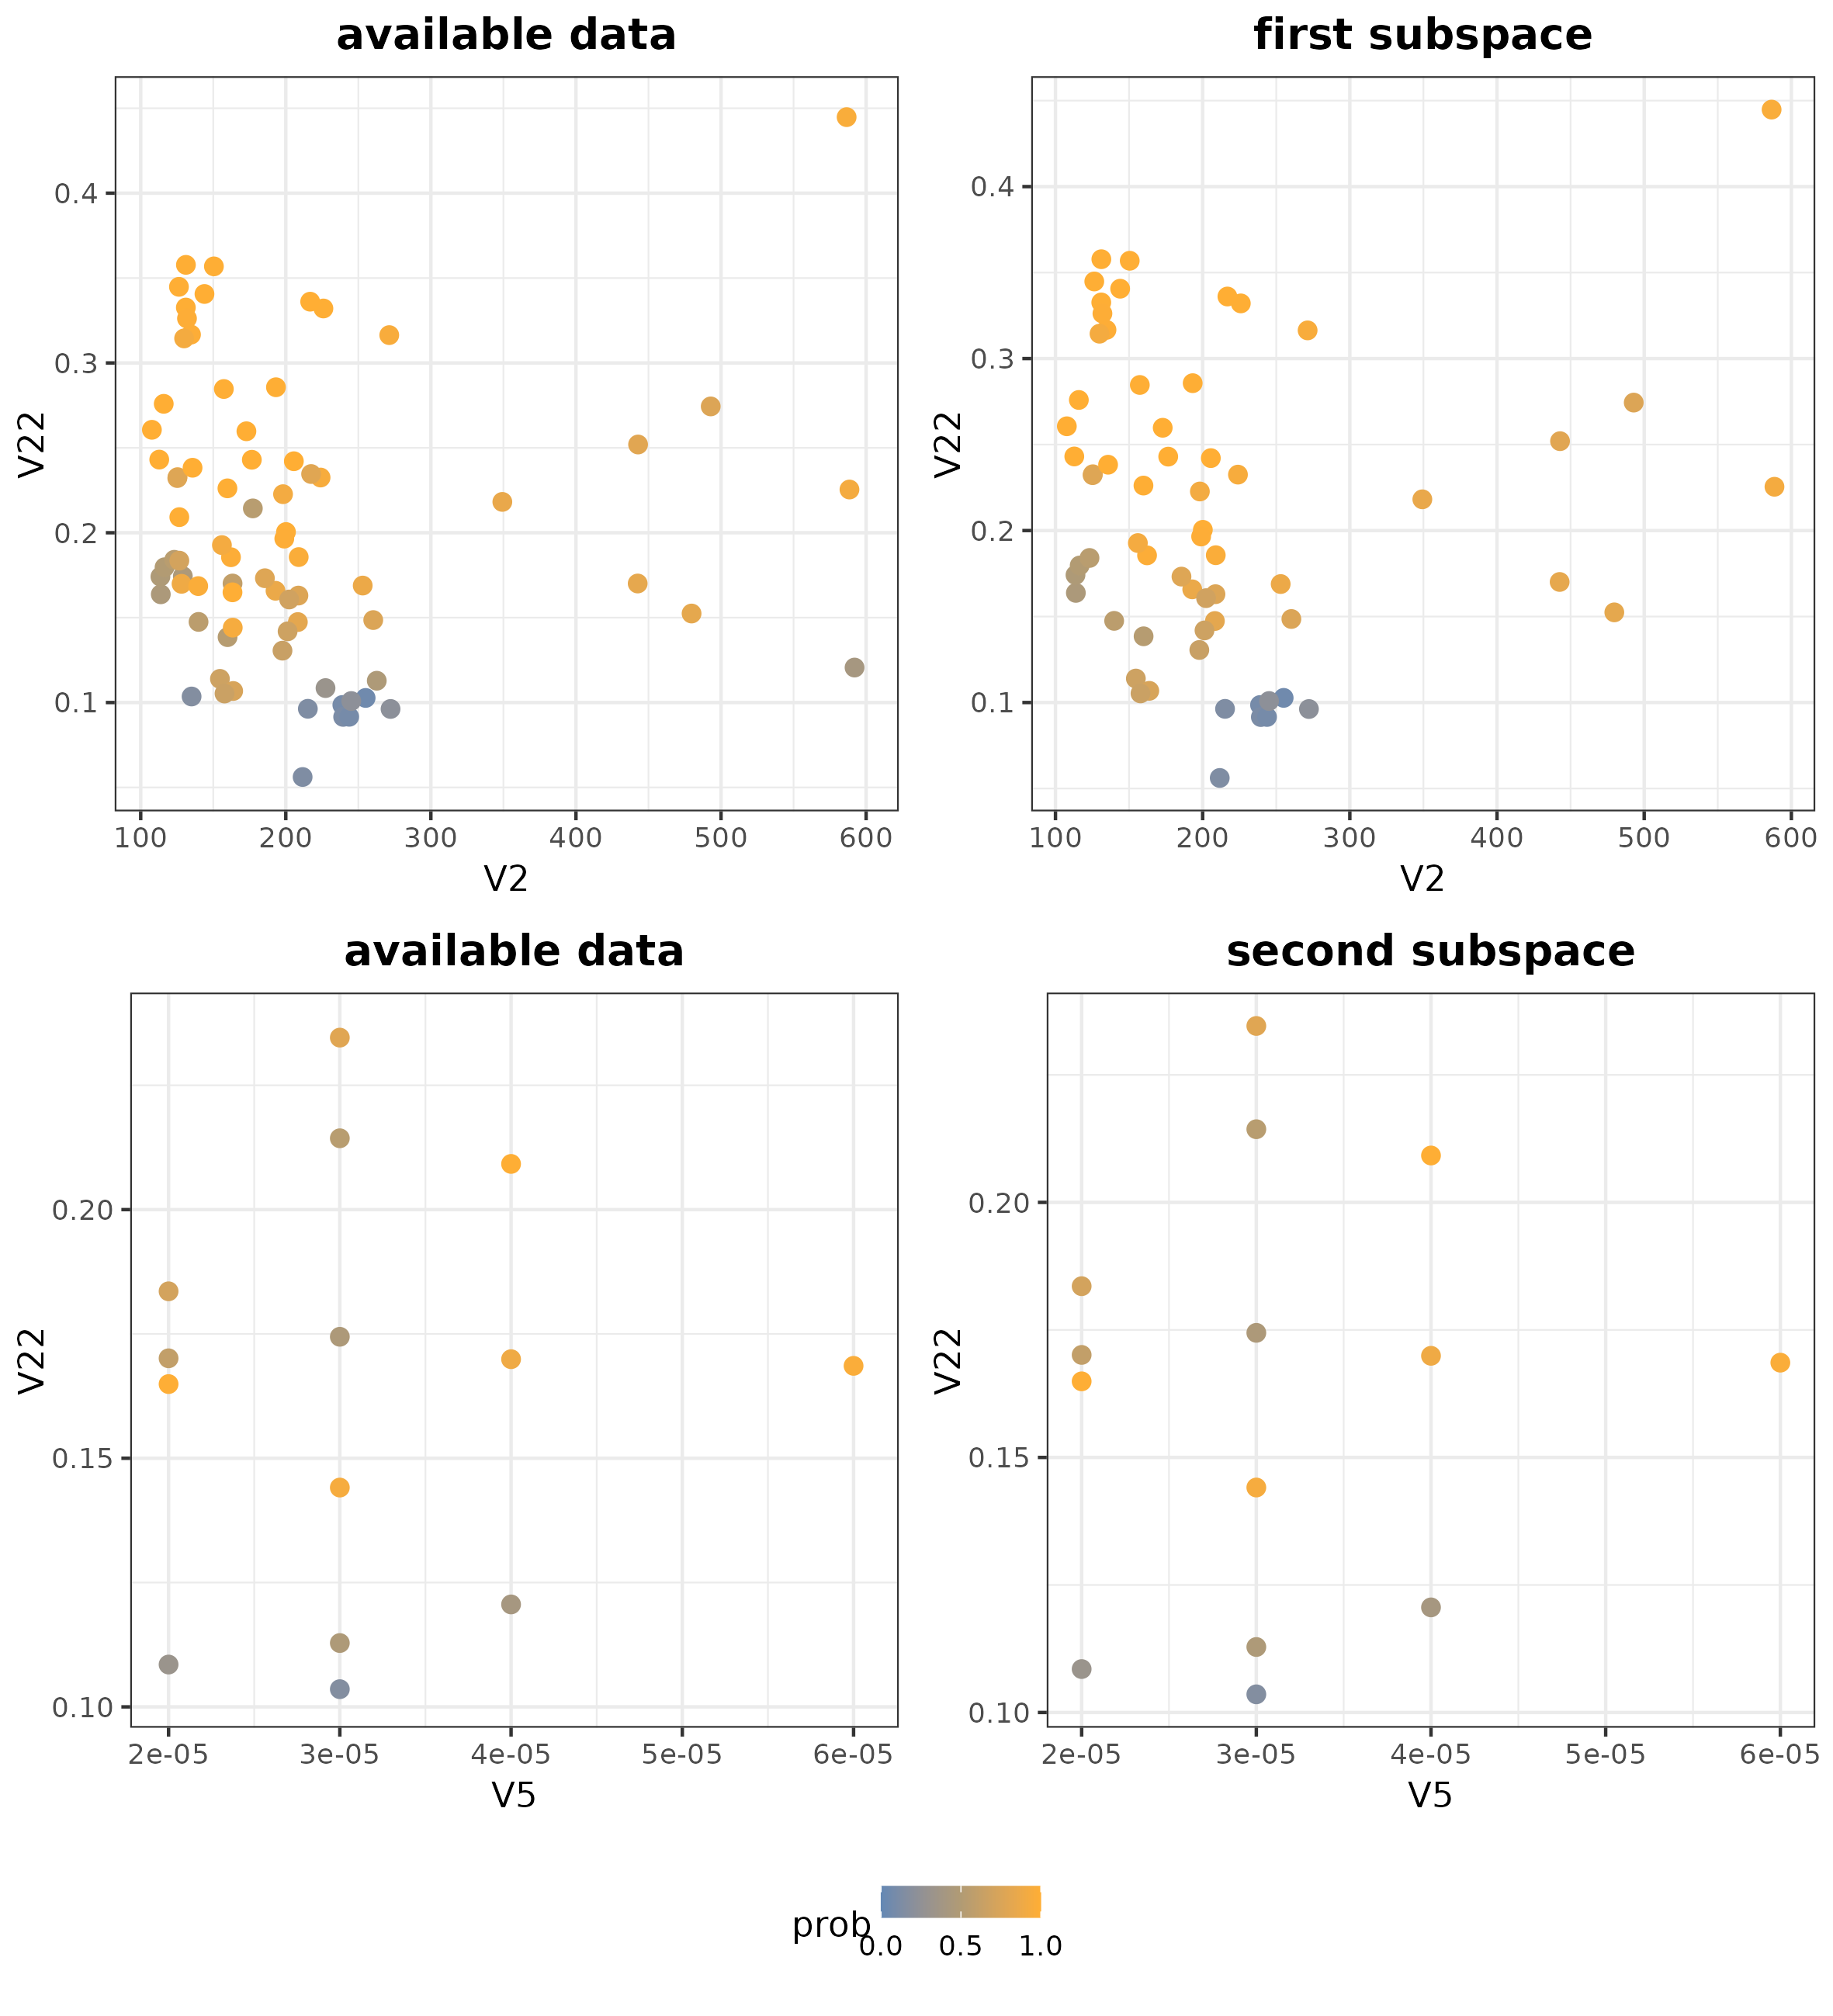 available data
first subspace
0.4
0.3
0.2
0.1
V22
100 200 300 400 500 600
V2
0.4
0.3
0.2
0.1
V22
100 200 300 400 500 600
V2
available data
second subspace
0.20
0.15
0.10
V22
2e-05 3e-05 4e-05 5e-05 6e-05
V5
0.20
0.15
0.10
V22
2e-05 3e-05 4e-05 5e-05 6e-05
V5
prob
0.0 0.5 1.0